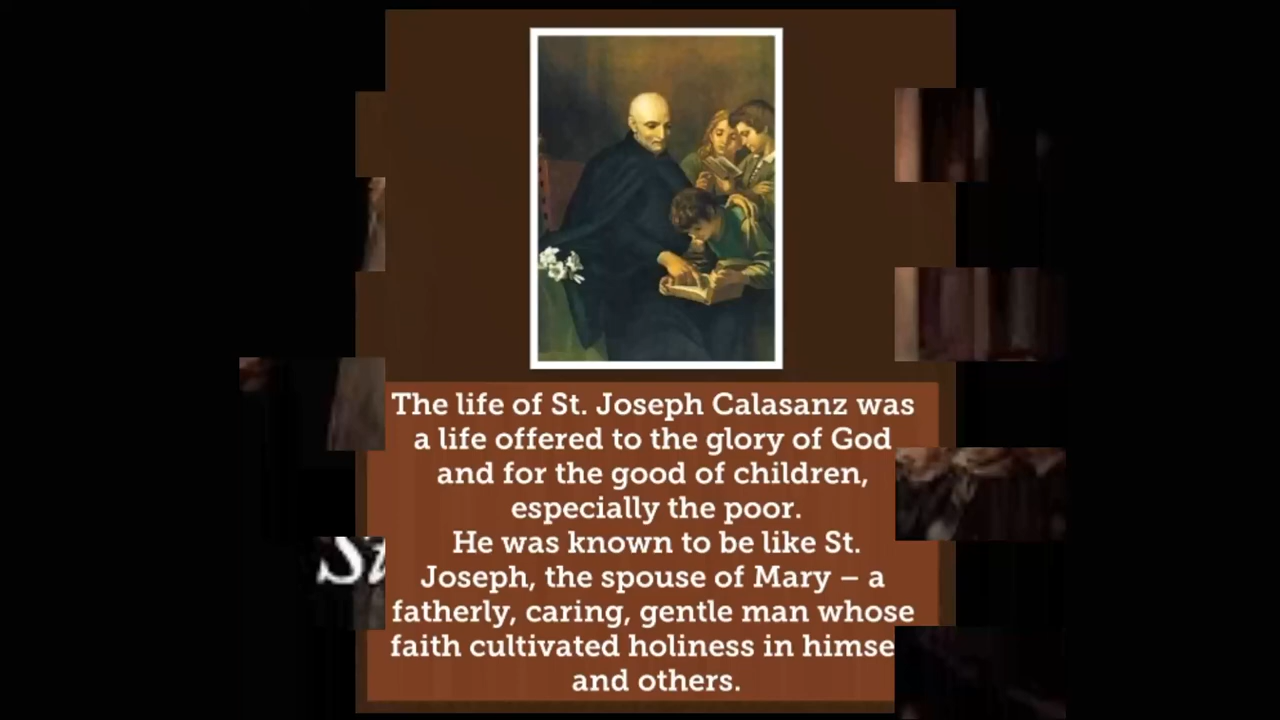 The life of St. Joseph Calasanz was
a life offered to the glory of God
and for the good of children,
especially the poor.
He was known to be like St.
Joseph, the spouse of Mary – a
St
fatherly, caring, gentle man whose
faith cultivated holiness in himse
and others.